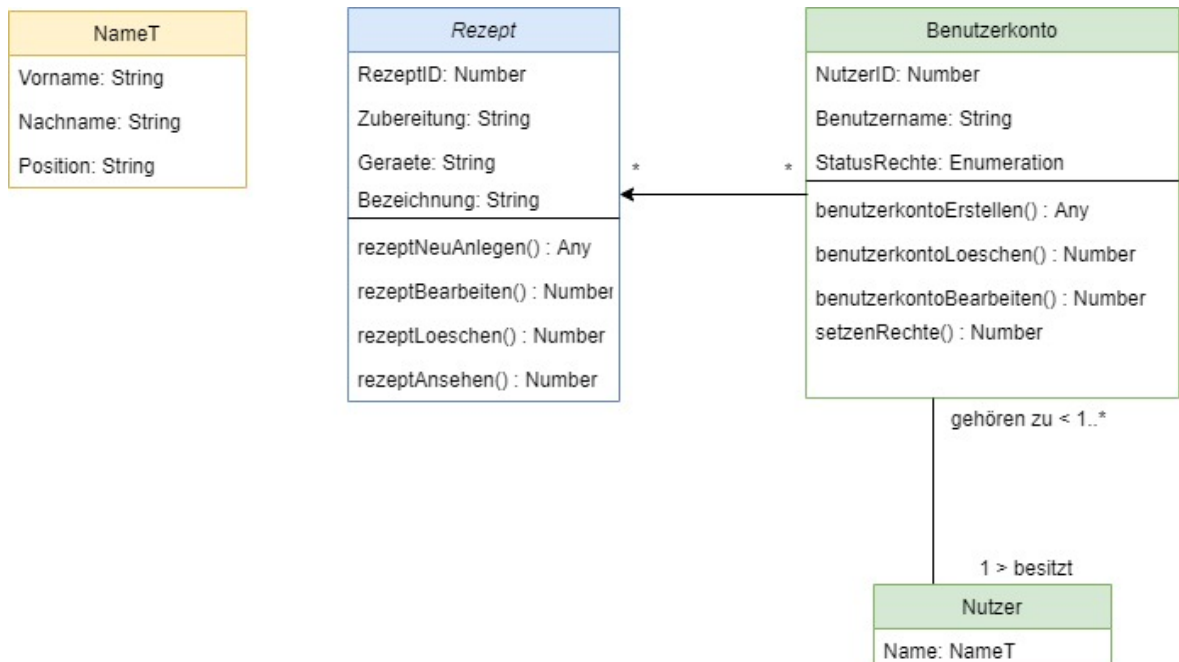 NameT
Vorname: String
Nachname: String
Position: String
Rezept
RezeptID: Number
Zubereitung: String
Geraete: String
Bezeichnung: String
rezeptNeuAnlegen() : Any
rezeptBearbeiten() : Number
rezeptLoeschen() : Number
rezeptAnsehen() : Number
* *
Benutzerkonto
NutzerID: Number
Benutzername: String
StatusRechte: Enumeration
benutzerkontoErstellen() : Any
benutzerkontoLoeschen() : Number
benutzerkontoBearbeiten() : Number
setzenRechte() : Number
gehören zu < 1..*
1 > besitzt
Nutzer
Name: NameT